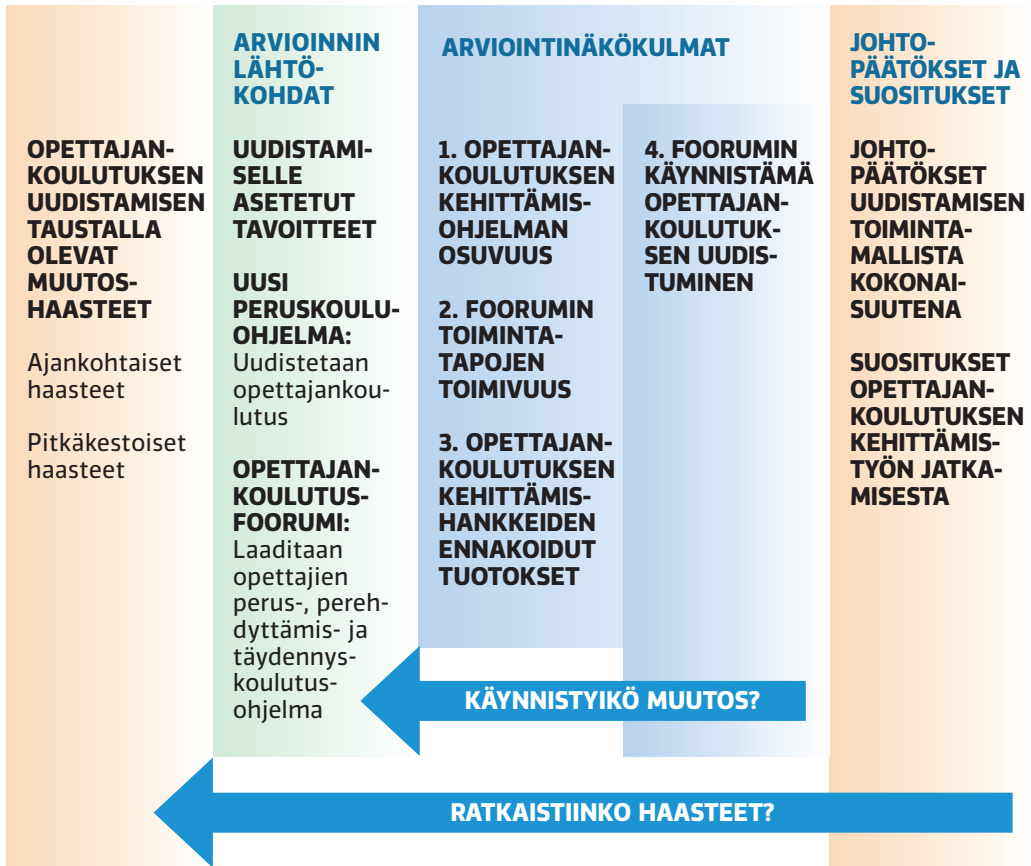 OPETTAJAN-
KOULUTUKSEN
UUDISTAMISEN
TAUSTALLA
OLEVAT
MUUTOS-
HAASTEET
Ajankohtaiset
haasteet
Pitkäkestoiset
haasteet
ARVIOINNIN
LÄHTÖ-
KOHDAT
UUDISTAMI-
SELLE
ASETETUT
TAVOITTEET
UUSI
PERUSKOULU-
OHJELMA:
Uudistetaan
opettajankou-
lutus
OPETTAJAN-
KOULUTUS-
FOORUMI:
Laaditaan
opettajien
perus-, pereh-
dyttämis- ja
täydennys-
koulutus-
ohjelma
ARVIOINTINÄKÖKULMAT
1. OPETTAJAN-
KOULUTUKSEN
KEHITTÄMIS-
OHJELMAN
OSUVUUS
2. FOORUMIN
TOIMINTA-
TAPOJEN
TOIMIVUUS
3. OPETTAJAN-
KOULUTUKSEN
KEHITTÄMIS-
HANKKEIDEN
ENNAKOIDUT
TUOTOKSET
4. FOORUMIN
KÄYNNISTÄMÄ
OPETTAJAN-
KOULUTUK-
SEN UUDIS-
TUMINEN
JOHTO-
PÄÄTÖKSET JA
SUOSITUKSET
JOHTO-
PÄÄTÖKSET
UUDISTAMISEN
TOIMINTA-
MALLISTA
KOKONAI-
SUUTENA
SUOSITUKSET
OPETTAJAN-
KOULUTUKSEN
KEHITTÄMIS-
TYÖN JATKA-
MISESTA
KÄYNNISTYIKÖ MUUTOS?
RATKAISTIINKO HAASTEET?